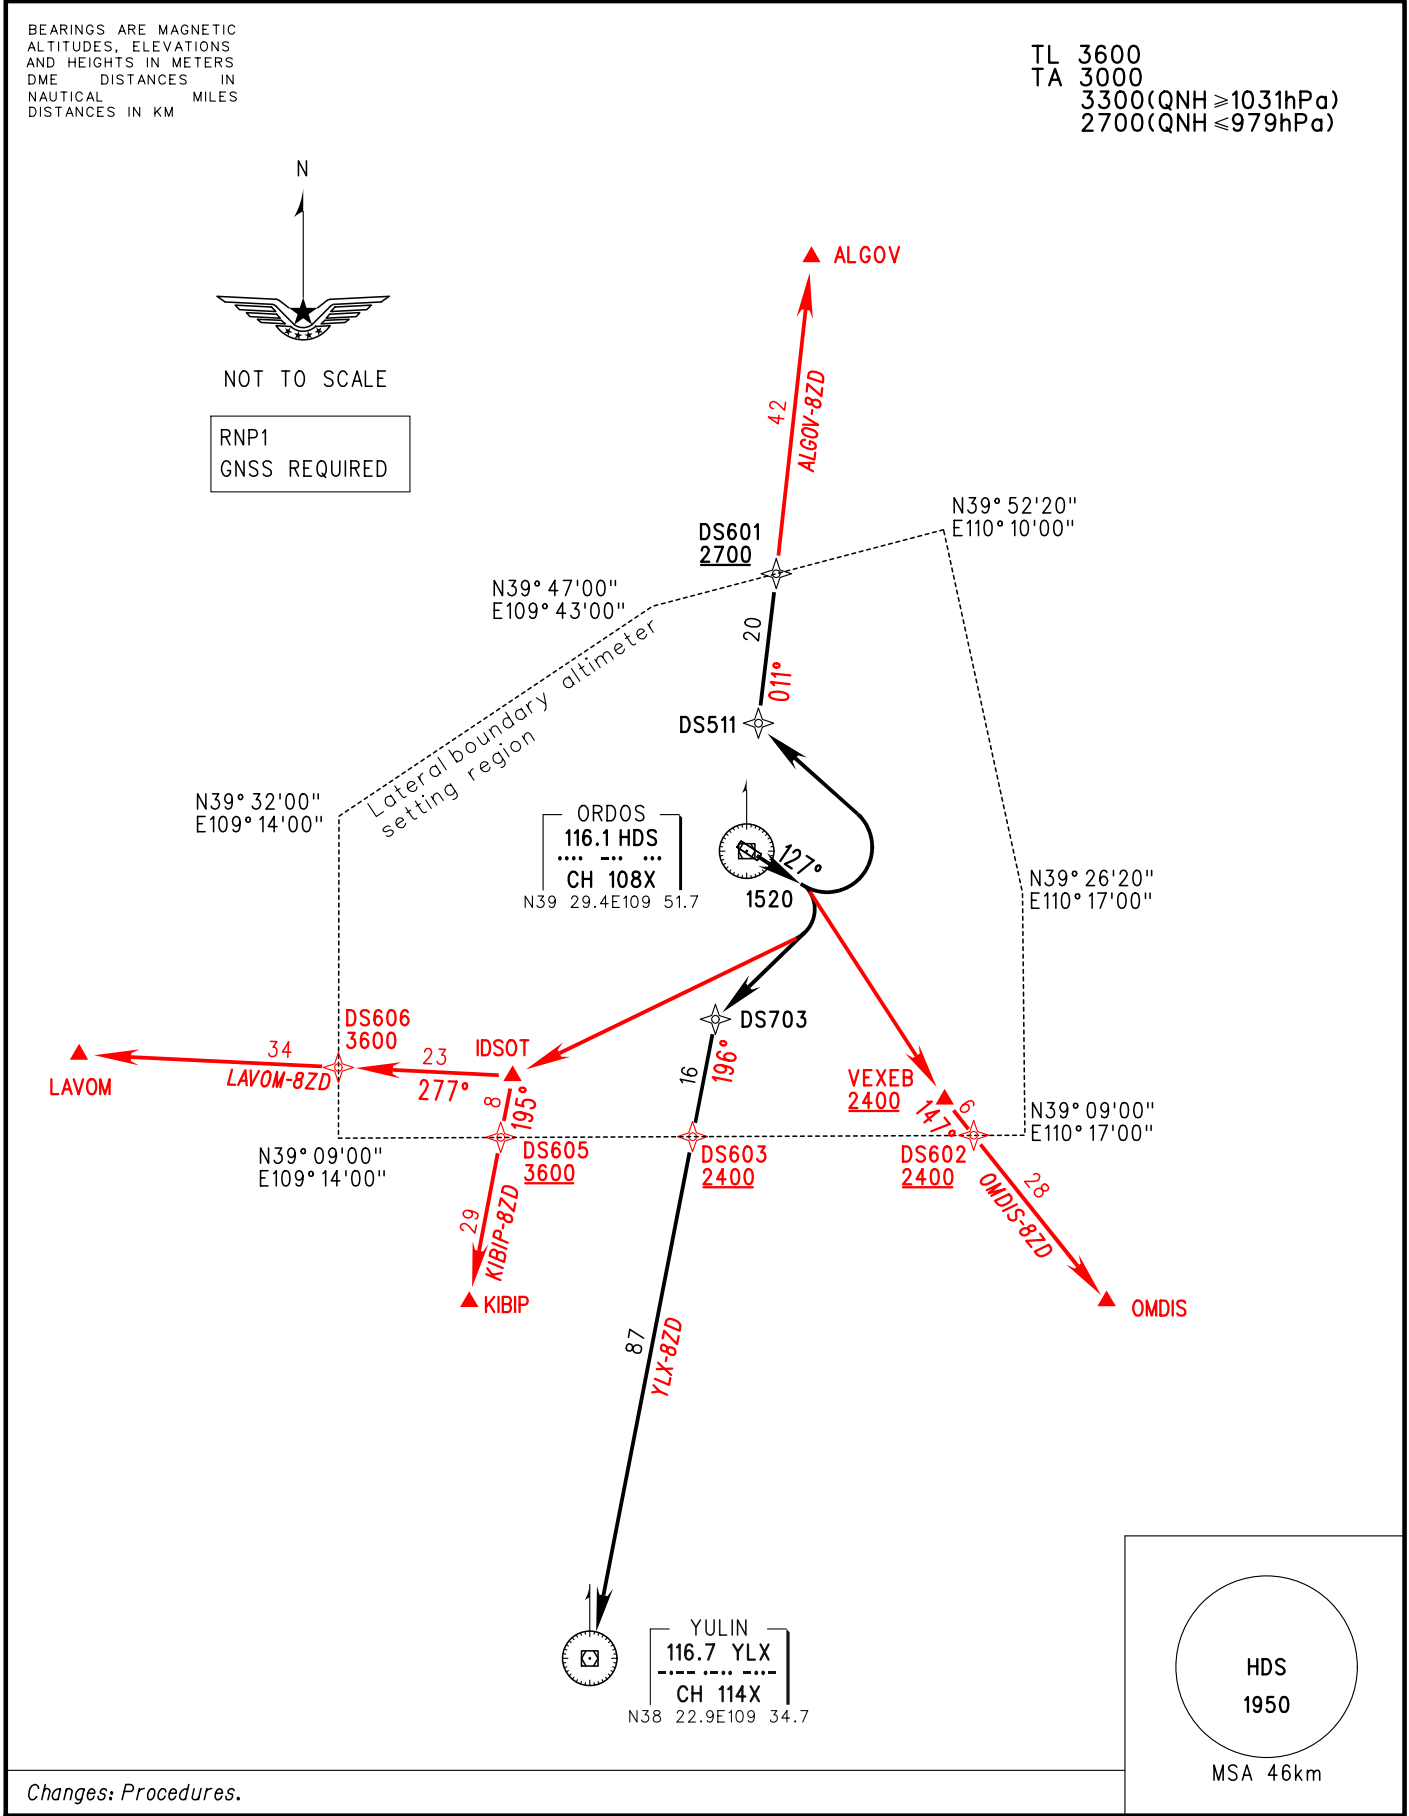 BEARINGS ARE MAGNETIC
ALTITUDES, ELEVATIONS
AND HEIGHTS IN METERS
DME DISTANCES IN
NAUTICAL MILES
DISTANCES IN KM
TL 3600
TA 3000
3300(QNH ≥1031hPa)
2700(QNH ≤979hPa)
N
NOT TO SCALE
RNP1
GNSS REQUIRED
ALGOV
42
ALGOV-8ZD
DS601
2700
N39° 52'20"
E110° 10'00"
N39° 47'00"
E109° 43'00"
20
011°
Lateral boundary altimeter
setting region
DS511
N39° 32'00"
E109° 14'00"
ORDOS
116.1 HDS
CH 108X
N39 29.4E109 51.7
127°
1520
N39° 26'20"
E110° 17'00"
DS703
16
196°
DS606
3600
IDSOT
34
LAVOM-8ZD
23
277°
LAVOM
8
195°
VEXEB
2400
6
147°
N39° 09'00"
E110° 17'00"
N39° 09'00"
E109° 14'00"
DS605
3600
DS603
2400
DS602
2400
28
OMDIS-8ZD
29
KIBIP-8ZD
KIBIP
OMDIS
87
YLX-8ZD
YULIN
116.7 YLX
CH 114X
N38 22.9E109 34.7
HDS
1950
MSA 46km
Changes: Procedures.